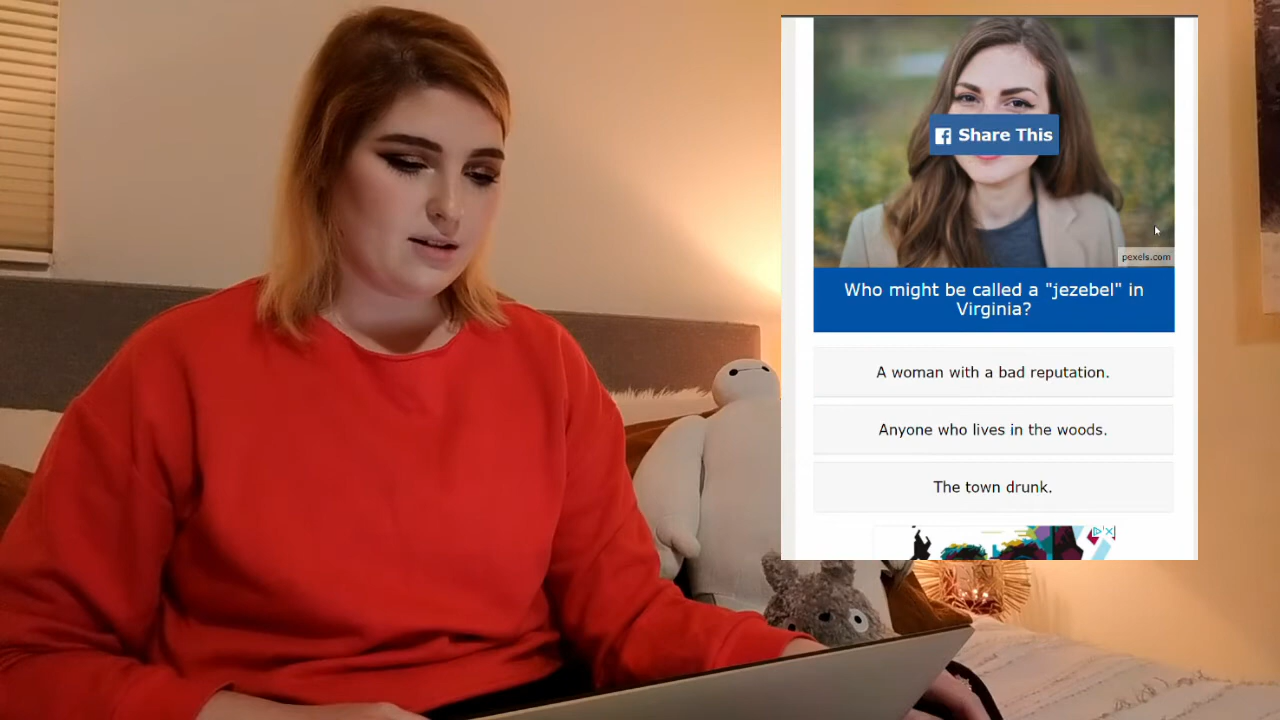 Share This
pexels.com
Who might be called a "jezebel" in
Virginia?
A woman with a bad reputation.
Anyone who lives in the woods.
The town drunk.